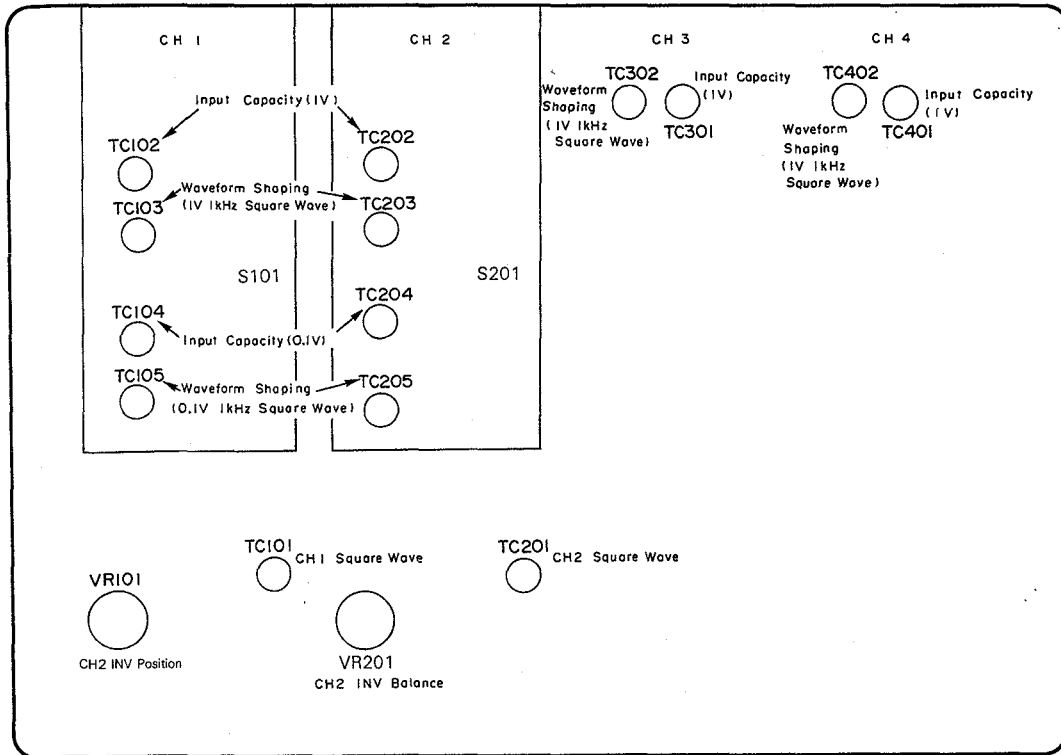 CH 1
CH 2
CH 3
CH 4
TC302
Input Capacity
(1V)
TC402
Input Capacity
(1V)
Waveform
Shaping
(1V 1kHz
Square Wave)
TC301
TC401
Waveform
Shaping
(1V 1kHz
Square Wave)
Input Capacity (1V)
TC102
TC202
Waveform Shaping
(1V 1kHz Square Wave)
TC103
TC203
S101
S201
TC104
TC204
Input Capacity (0.1V)
TC105
TC205
Waveform Shaping
(0.1V 1kHz Square Wave)
TC101
CH1 Square Wave
TC201
CH2 Square Wave
VR101
CH2 INV Position
VR201
CH2 INV Balance